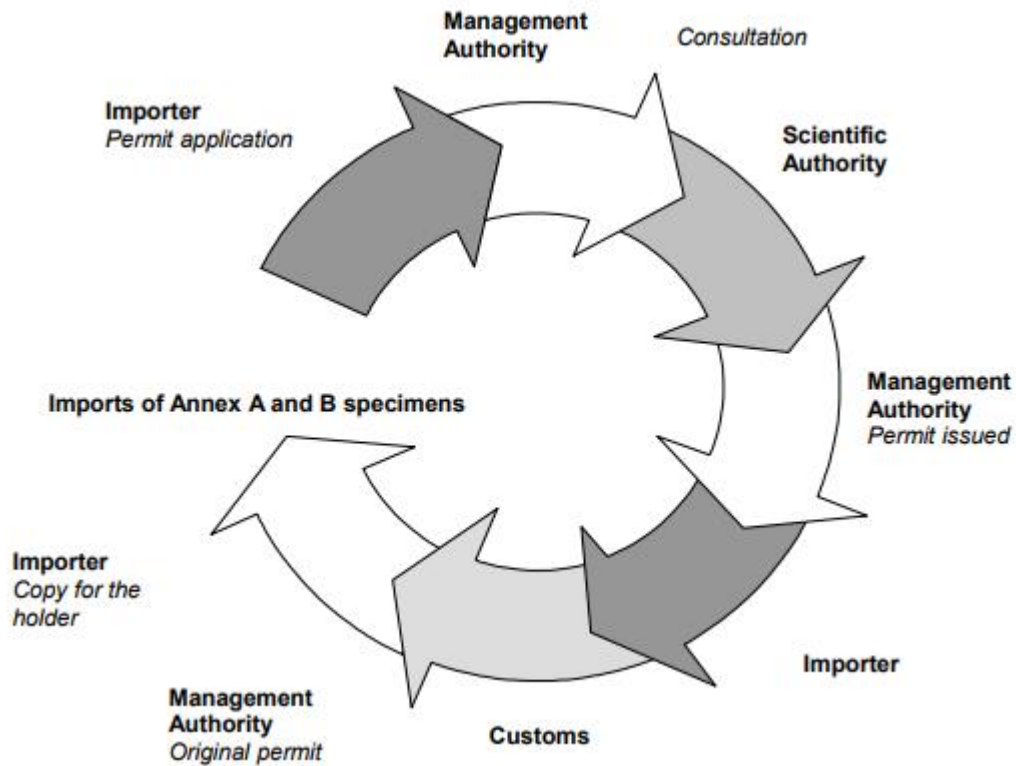 Management
Authority
Consultation
Importer
Permit application
Scientific
Authority
Management
Authority
Permit issued
Imports of Annex A and B specimens
Importer
Copy for the
holder
Importer
Management
Authority
Original permit
Customs